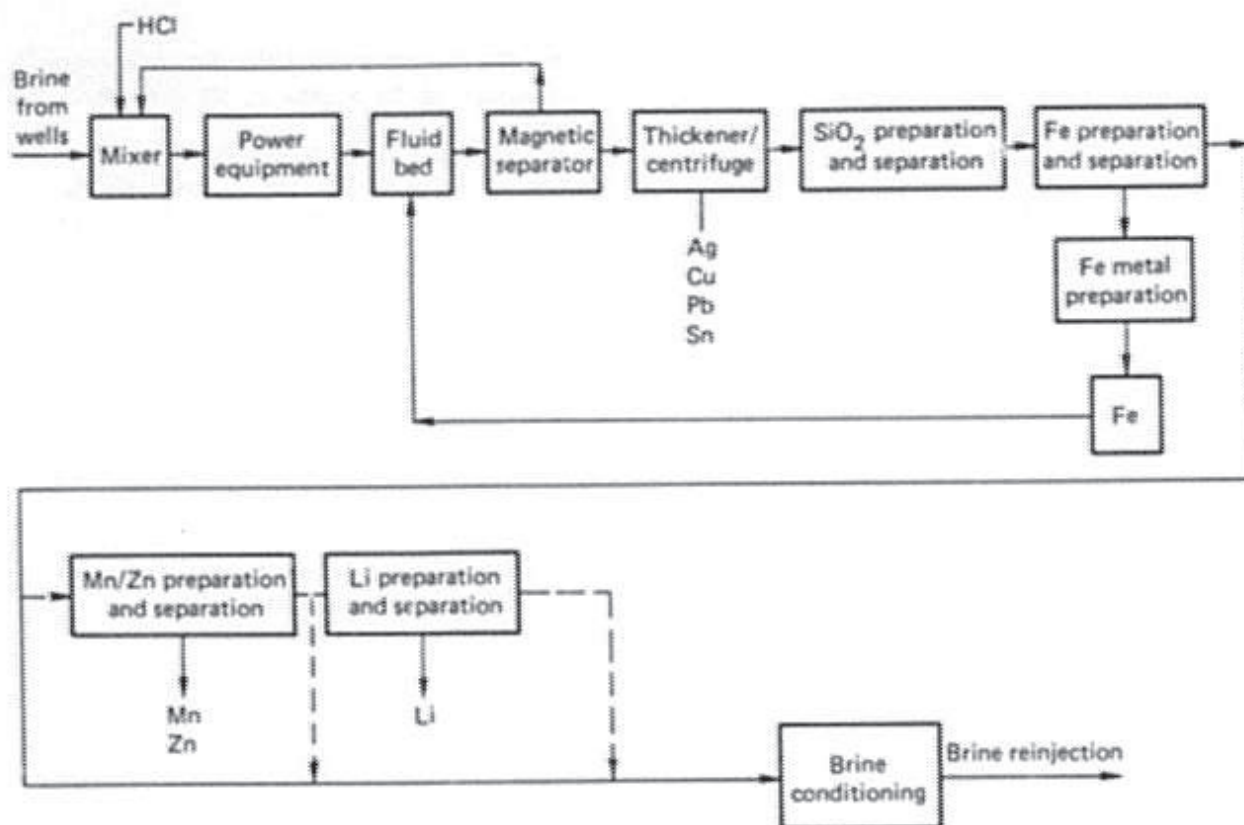 HCl
Brine
from
wells
Mixer
Power
equipment
Fluid
bed
Magnetic
separator
Thickener/
centrifuge
SiO₂ preparation
and separation
Fe preparation
and separation
Ag
Cu
Pb
Sn
Fe metal
preparation
Fe
Mn/Zn preparation
and separation
Li preparation
and separation
Mn
Zn
Li
Brine
conditioning
Brine reinjection